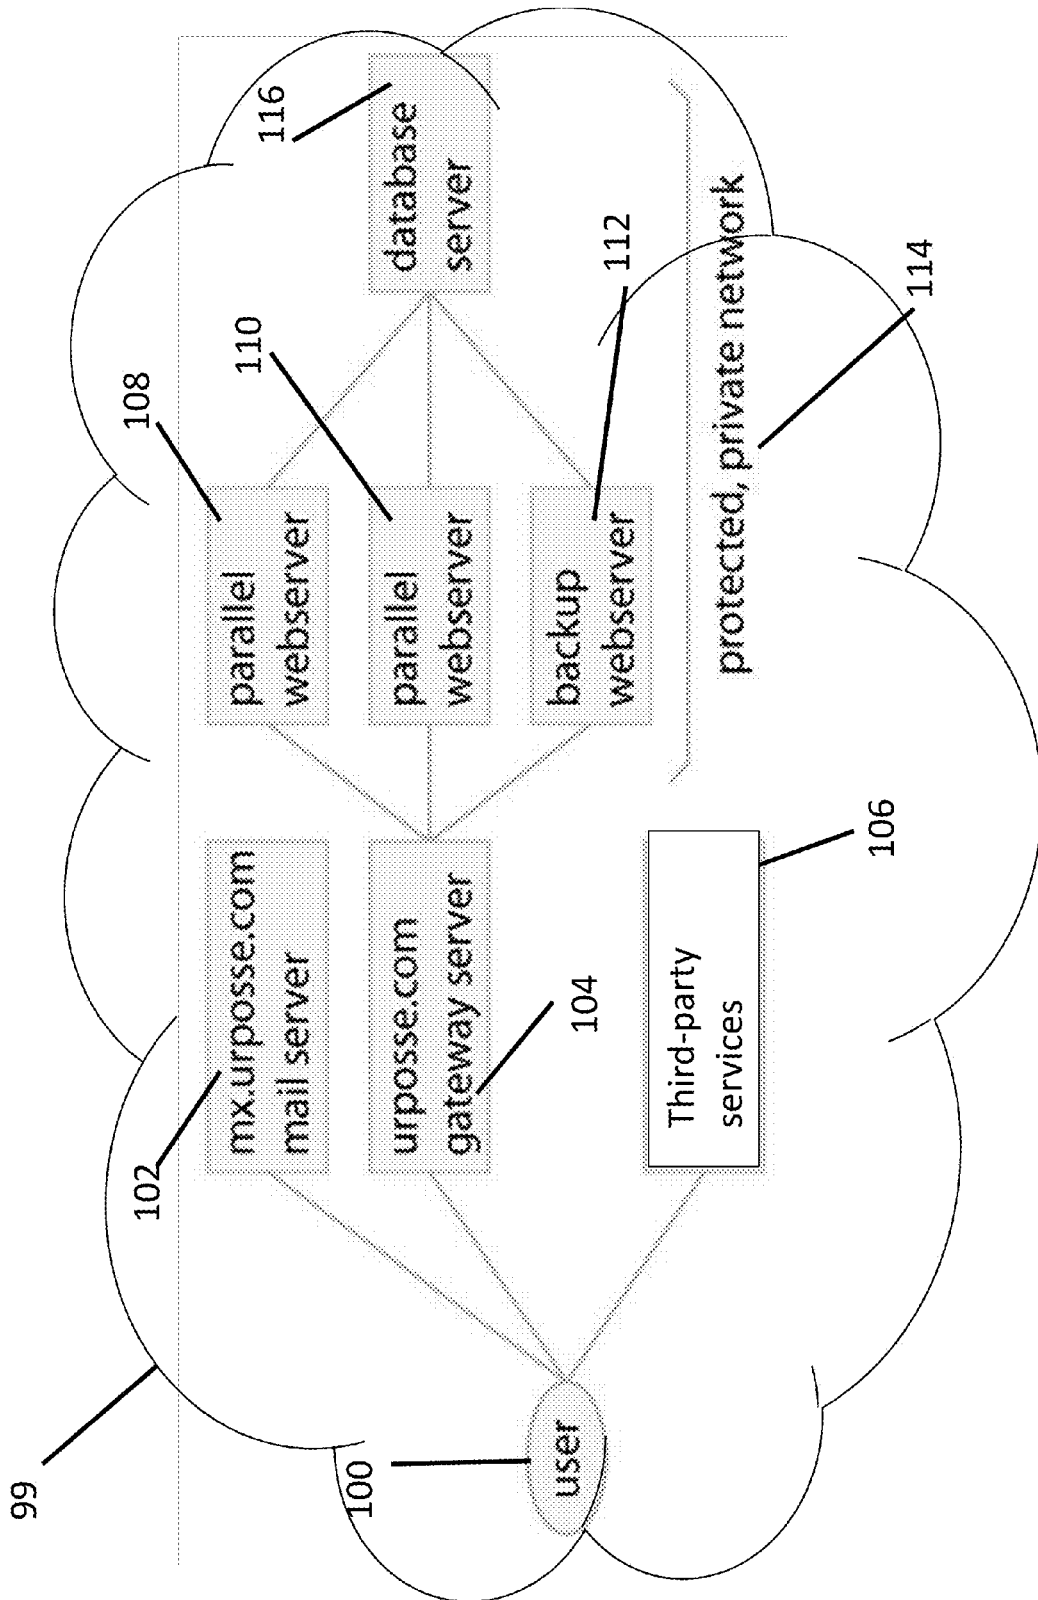 99
100
user
102
mx.urposse.com
mail server
urposse.com
gateway server
104
Third-party
services
106
108
parallel
webserver
110
parallel
webserver
backup
webserver
112
116
database
server
protected, private network
114